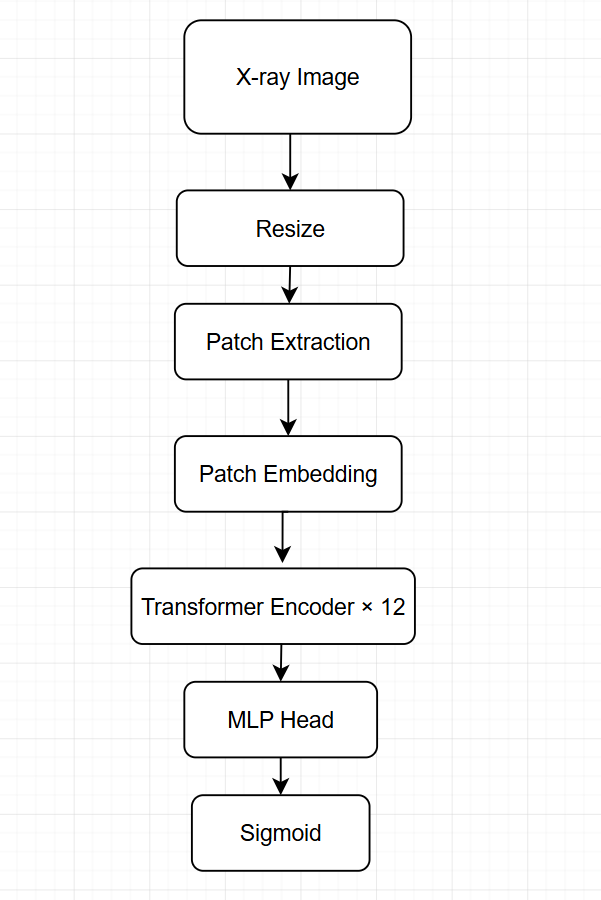 X-ray Image
Resize
Patch Extraction
Patch Embedding
Transformer Encoder × 12
MLP Head
Sigmoid